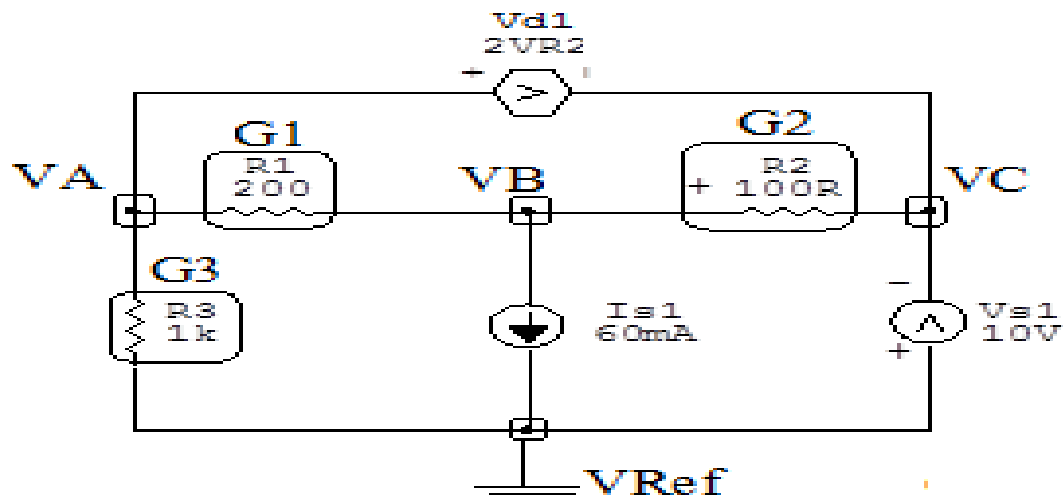 Vd1
2VR2
+
G1
G2
VA
R1
200
VB
+
R2
100R
VC
G3
R3
1k
Is1
60mA
−
Vs1
10V
+
VRef